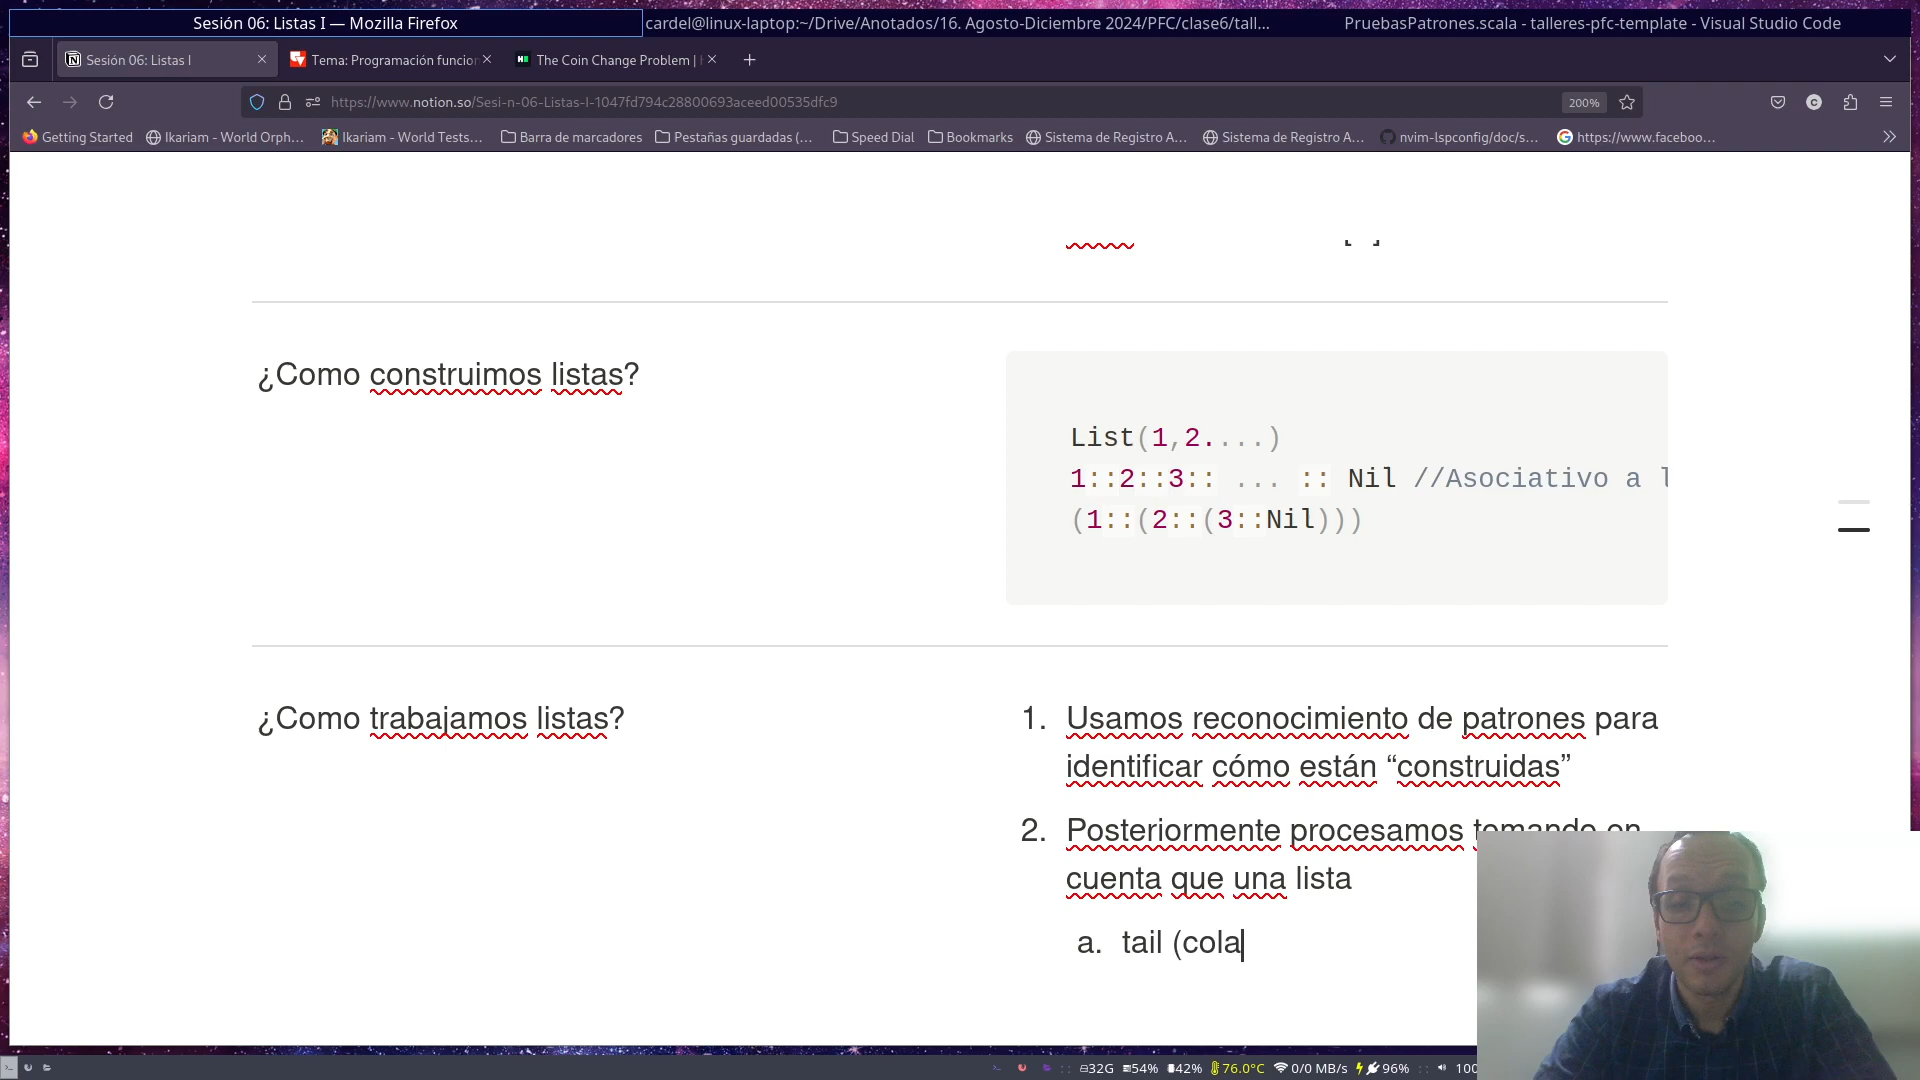 Sesión 06: Listas I — Mozilla Firefox
cardel@linux-laptop:~/Drive/Anotados/16. Agosto-Diciembre 2024/PFC/clase6/tall...
PruebasPatrones.scala - talleres-pfc-template - Visual Studio Code
Sesión 06: Listas I
Tema: Programación funcio
The Coin Change Problem |
https://www.notion.so/Sesi-n-06-Listas-I-1047fd794c28800693aceed00535dfc9
200%
Getting Started
Ikariam - World Orph...
Ikariam - World Tests...
Barra de marcadores
Pestañas guardadas (...
Speed Dial
Bookmarks
Sistema de Registro A...
Sistema de Registro A...
nvim-lspconfig/doc/s...
https://www.faceboo...
¿Como construimos listas?
List(1,2.....)
1::2::3:: ... :: Nil //Asociativo a l
(1::(2::(3::Nil)))
¿Como trabajamos listas?
1. Usamos reconocimiento de patrones para
identificar cómo están “construidas”
2. Posteriormente procesamos tomando en
cuenta que una lista
a. tail (cola
32G 54% 42% 76.0°C 0/0 MB/s 96% 100